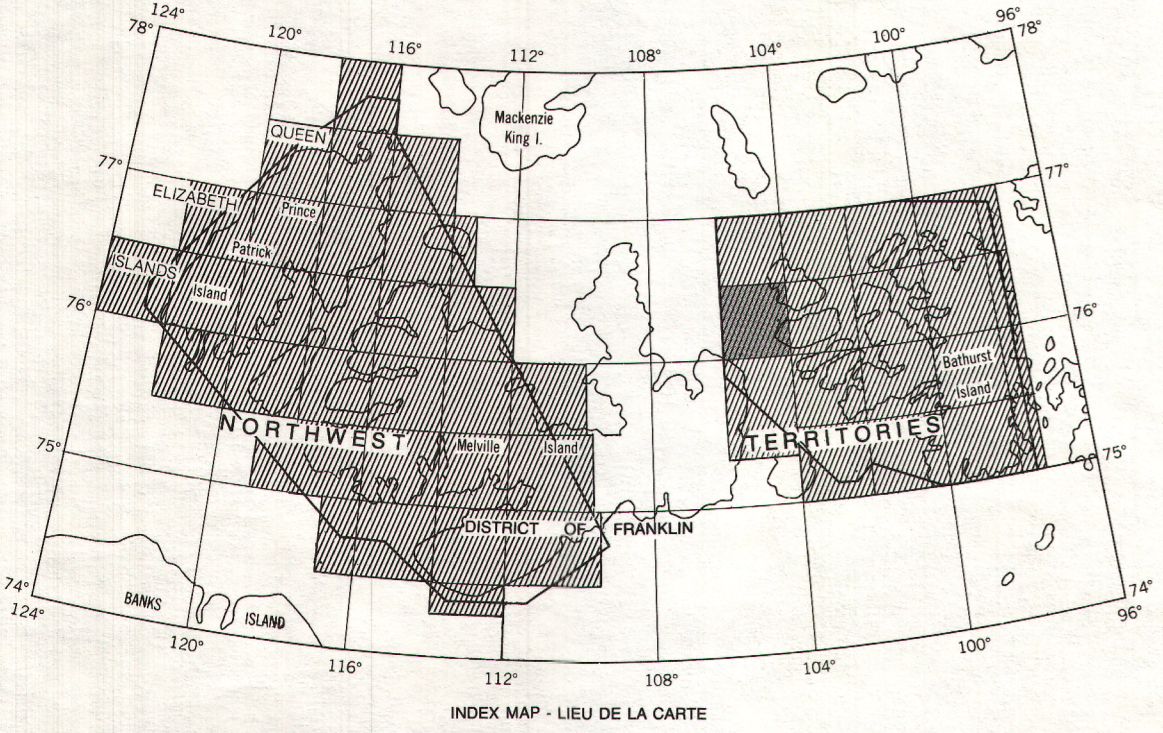 124° 120° 116° 112° 108° 104° 100° 96°
78° 78°
Mackenzie
King I.
QUEEN
77° 77°
ELIZABETH
Prince
Patrick
ISLANDS
Island
76° 76°
Bathurst
Island
NORTHWEST TERRITORIES
Melville Island
75° 75°
DISTRICT OF FRANKLIN
74° 74°
BANKS ISLAND
124° 120° 116° 112° 108° 104° 100° 96°
INDEX MAP - LIEU DE LA CARTE